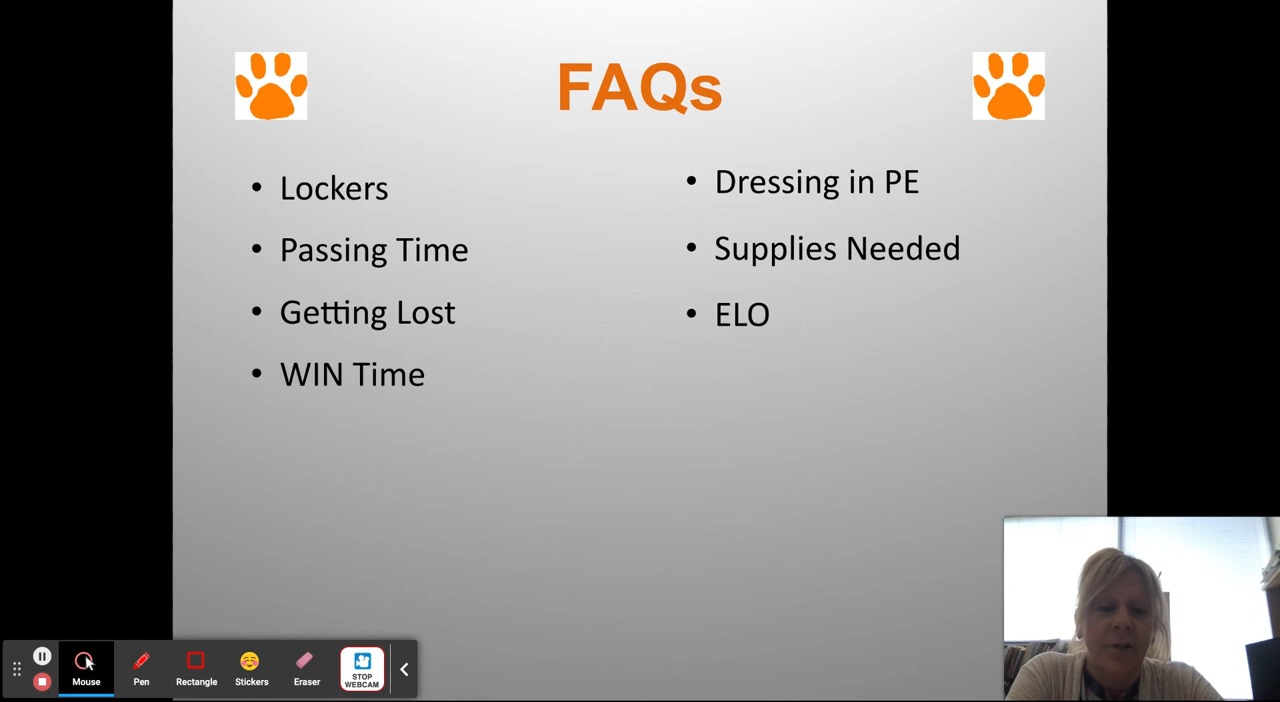 FAQs
• Lockers
• Passing Time
• Getting Lost
• WIN Time
• Dressing in PE
• Supplies Needed
• ELO
Mouse
Pen
Rectangle
Stickers
Eraser
STOP
WEBCAM